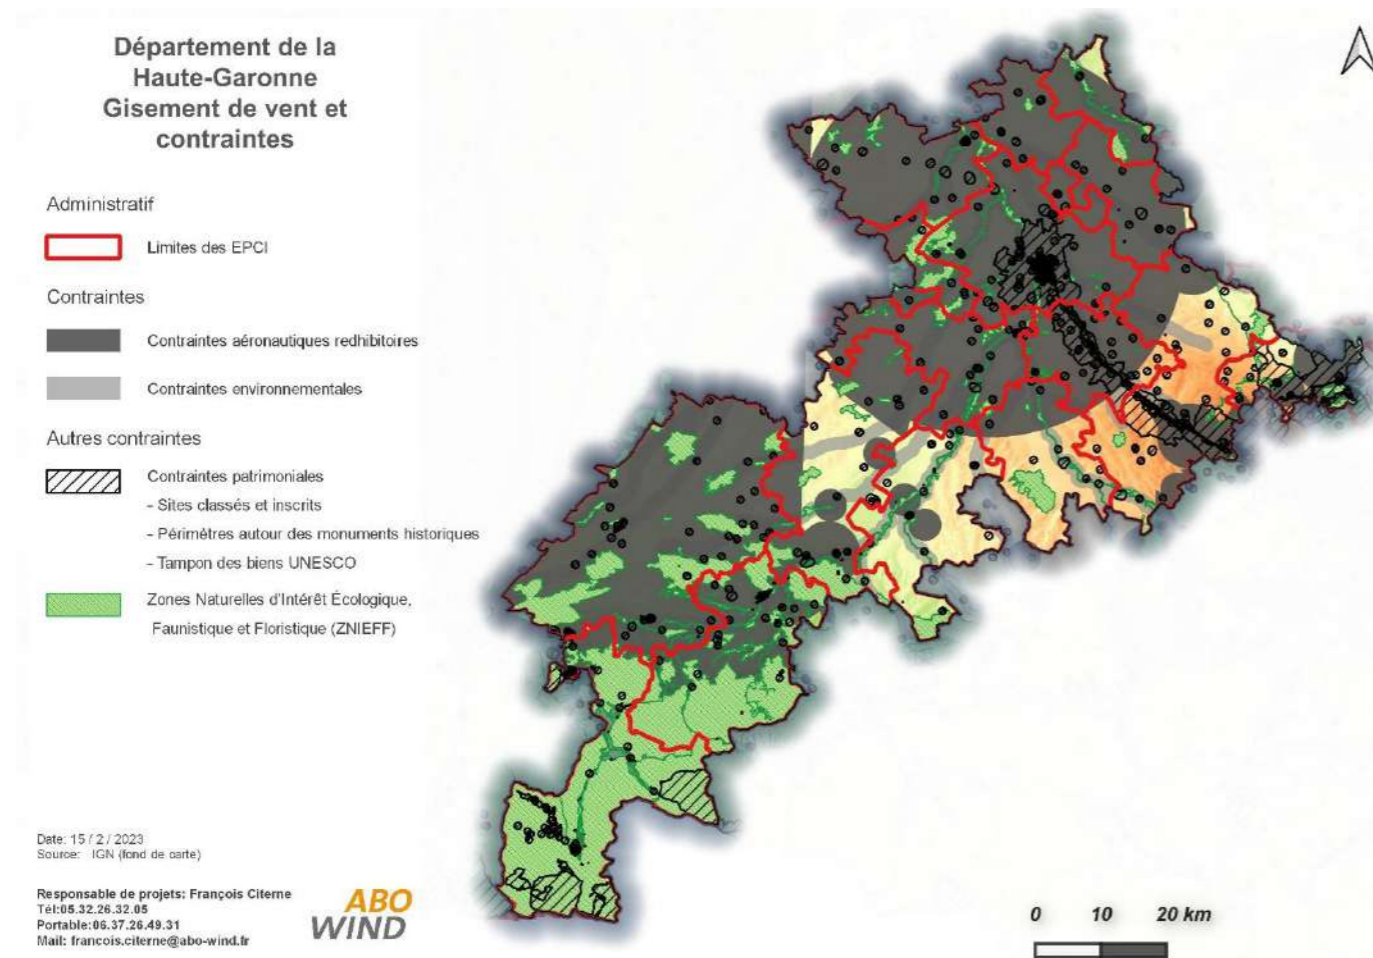 Département de la
Haute-Garonne
Gisement de vent et
contraintes
Administratif
Limites des EPCI
Contraintes
Contraintes aéronautiques redhibitoires
Contraintes environnementales
Autres contraintes
Contraintes patrimoniales
- Sites classés et inscrits
- Périmètres autour des monuments historiques
- Tampon des biens UNESCO
Zones Naturelles d'Intérêt Écologique,
Faunistique et Floristique (ZNIEFF)
Date: 15 / 2 / 2023
Source: IGN (fond de carte)
Responsable de projets: François Citerne
Tél:05.32.26.32.05
Portable:06.37.26.49.31
Mail: francois.citerne@abo-wind.fr
ABO
WIND
0 10 20 km